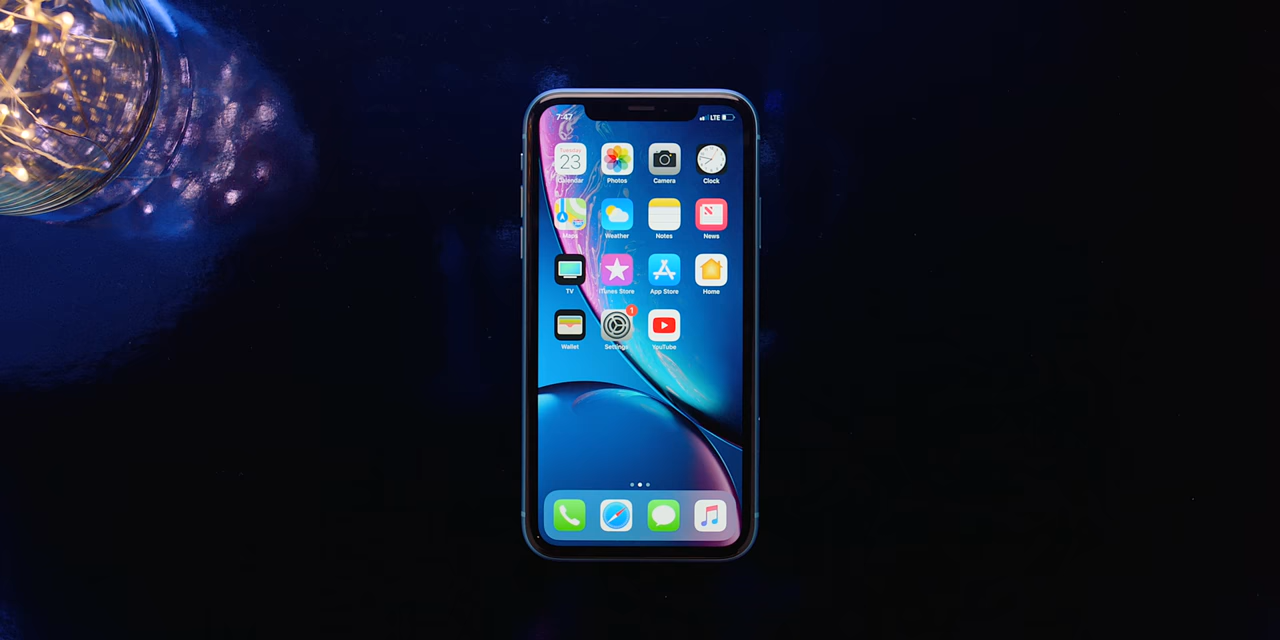 7:47 LTE
Tuesday
23
Calendar Photos Camera Clock
Maps Weather Notes News
TV iTunes Store App Store Home
1
Wallet Settings YouTube